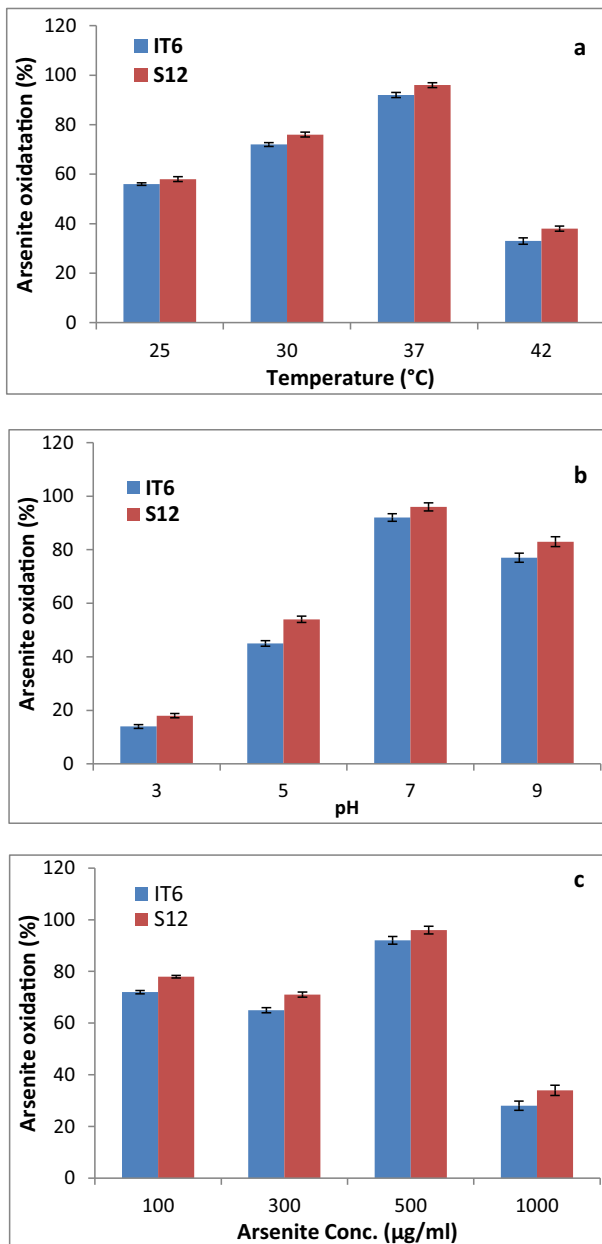 a
IT6
S12
Arsenite oxidatation (%)
120
100
80
60
40
20
0
25 30 37 42
Temperature (°C)
b
IT6
S12
Arsenite oxidation (%)
120
100
80
60
40
20
0
3 5 7 9
pH
c
IT6
S12
Arsenite oxidation (%)
120
100
80
60
40
20
0
100 300 500 1000
Arsenite Conc. (µg/ml)